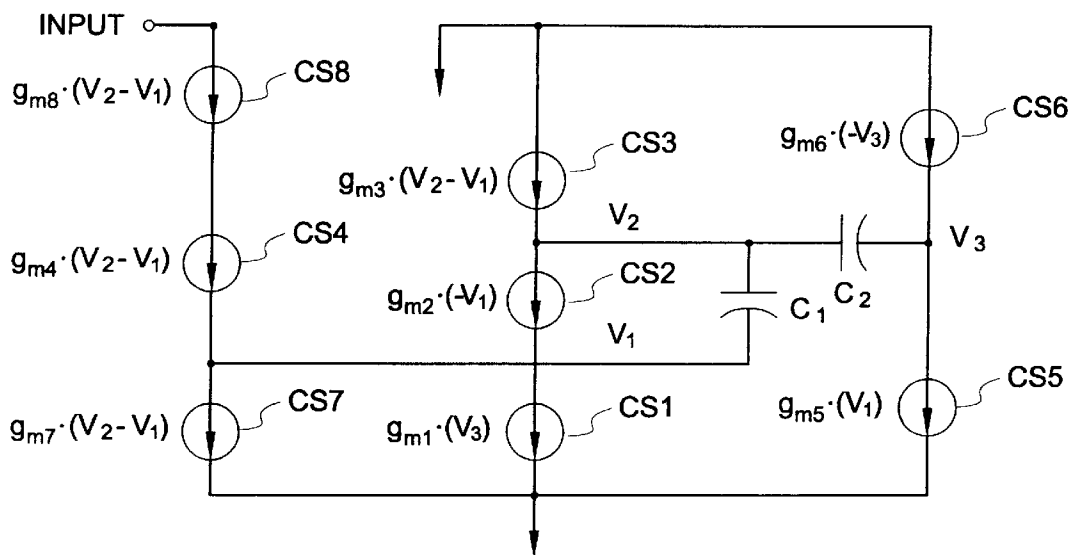 INPUT
CS8
gm8·(V2-V1)
CS6
gm6·(-V3)
CS3
gm3·(V2-V1)
CS4
gm4·(V2-V1)
V2
V3
CS2
gm2·(-V1)
C1
C2
V1
CS7
gm7·(V2-V1)
CS1
gm1·(V3)
CS5
gm5·(V1)